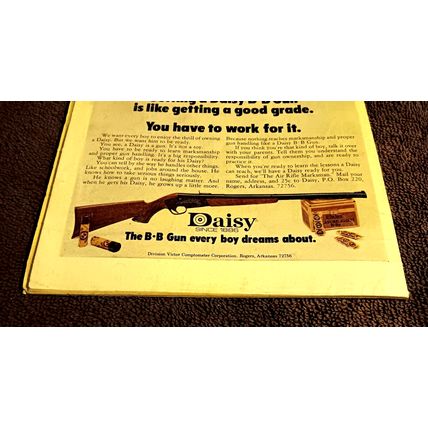 a Daisy B·B Gun
is like getting a good grade.
You have to work for it.
We want every boy to enjoy the thrill of owning
a Daisy. But we want him to be ready.
You see, a Daisy is a gun. It's not a toy.
You have to be ready to learn marksmanship
and proper gun handling. It's a big responsibility.
What kind of boy is ready for his Daisy?
You can tell by the way he handles other things.
Like schoolwork, and jobs around the house. He
knows how to take serious things seriously.
He knows a gun is no laughing matter. And
when he gets his Daisy, he grows up a little more.
Because nothing teaches marksmanship and proper
gun handling like a Daisy B·B Gun.
If you think you're that kind of boy, talk it over
with your parents. Tell them you understand the
responsibility of gun ownership, and are ready to
practice it.
When you're ready to learn the lessons a Daisy
can teach, we'll have a Daisy ready for you.
Send for "The Air Rifle Marksman." Mail your
name, address, and 25¢ to Daisy, P.O. Box 220,
Rogers, Arkansas. 72756.
Daisy
SINCE 1886
The B·B Gun every boy dreams about.
Division Victor Comptometer Corporation, Rogers, Arkansas 72756